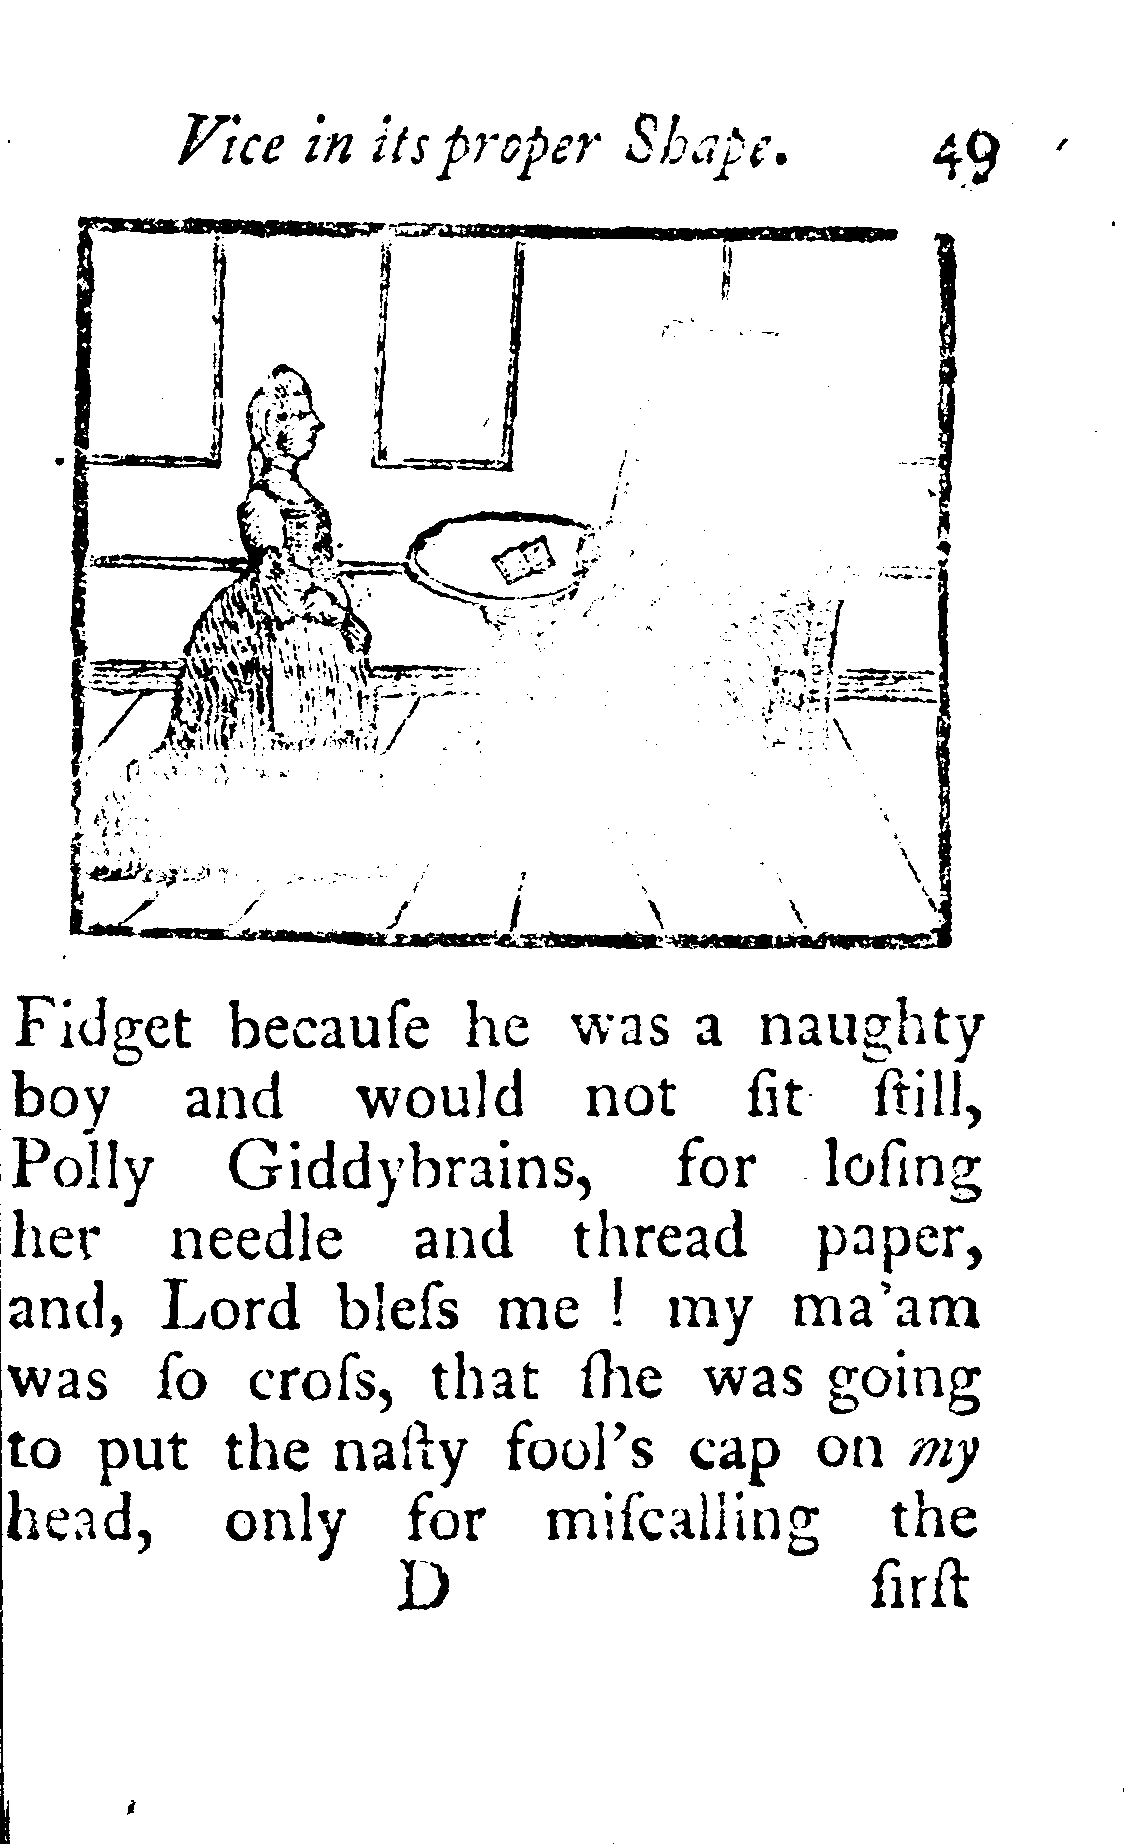 Vice in its proper Shape. 49
Fidget becauſe he was a naughty
boy and would not ſit ſtill,
Polly Giddybrains, for loſing
her needle and thread paper,
and, Lord bleſs me ! my ma'am
was ſo croſs, that ſhe was going
to put the naſty fool's cap on my
head, only for miſcalling the
D firſt